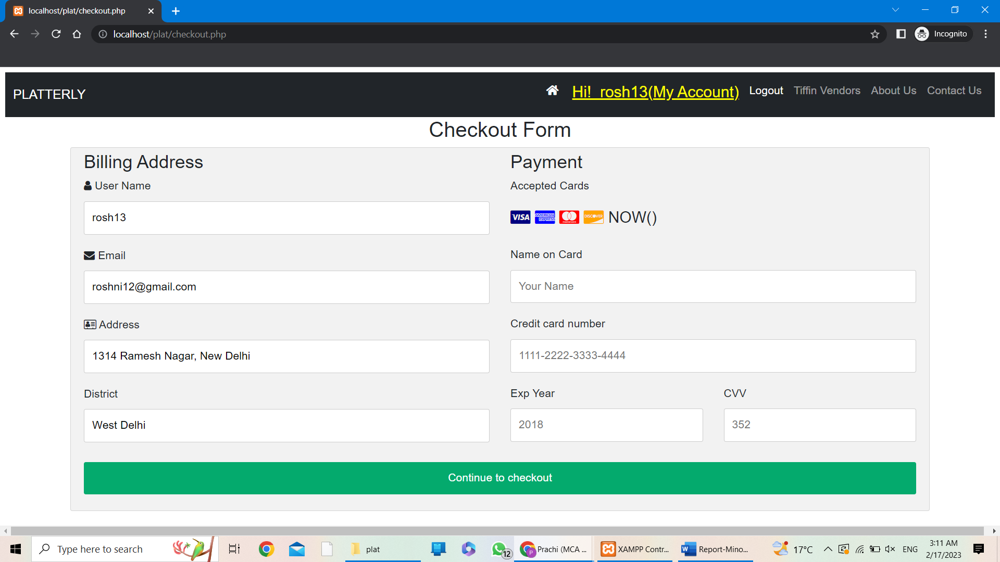 localhost/plat/checkout.php
localhost/plat/checkout.php
Incognito
PLATTERLY
Hi! rosh13(My Account)
Logout
Tiffin Vendors
About Us
Contact Us
Checkout Form
Billing Address
User Name
rosh13
Email
roshni12@gmail.com
Address
1314 Ramesh Nagar, New Delhi
District
West Delhi
Payment
Accepted Cards
VISA
AMERICAN
EXPRESS
mastercard
DISCOVER
NOW()
Name on Card
Your Name
Credit card number
1111-2222-3333-4444
Exp Year
2018
CVV
352
Continue to checkout
Type here to search
plat
12
P
Prachi (MCA ...
XAMPP Contr...
W
Report-Mino...
17°C
ENG
3:11 AM
2/17/2023